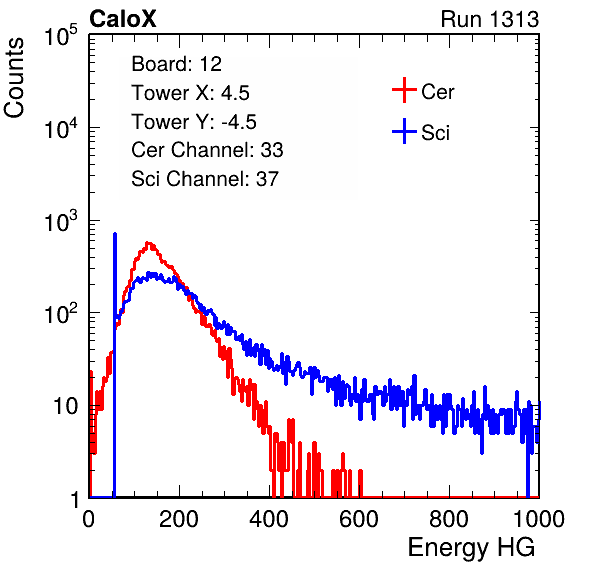 CaloX Run 1313
Counts
Board: 12
Tower X: 4.5
Tower Y: -4.5
Cer Channel: 33
Sci Channel: 37
Cer
Sci
10^5
10^4
10^3
10^2
10
1
0 200 400 600 800 1000
Energy HG